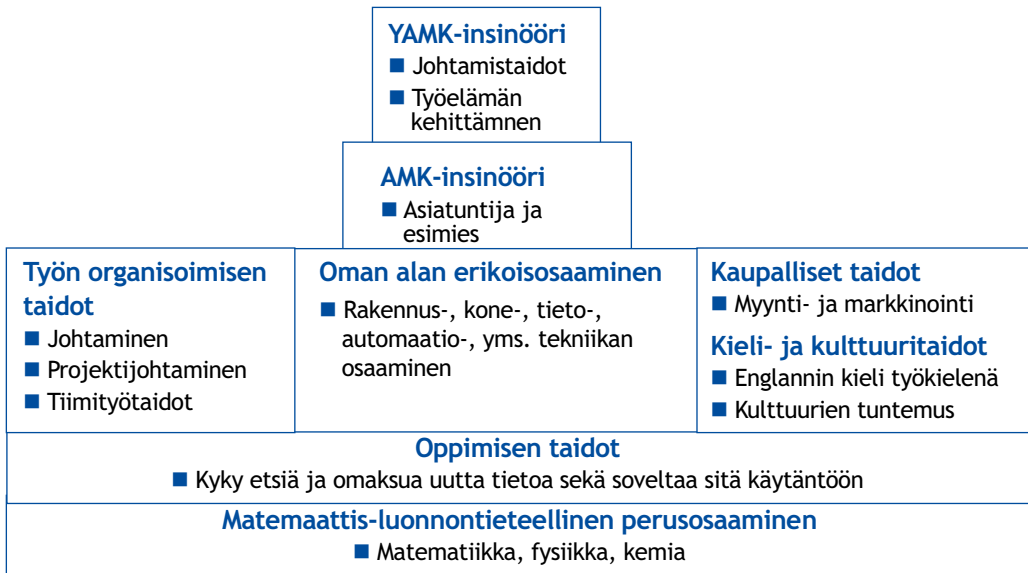 YAMK-insinööri
■ Johtamistaidot
■ Työelämän
kehittämnen
AMK-insinööri
■ Asiatuntija ja
esimies
Työn organisoimisen
taidot
■ Johtaminen
■ Projektijohtaminen
■ Tiimityötaidot
Oman alan erikoisosaaminen
■ Rakennus-, kone-, tieto-,
automaatio-, yms. tekniikan
osaaminen
Kaupalliset taidot
■ Myynti- ja markkinointi
Kieli- ja kulttuuritaidot
■ Englannin kieli työkielenä
■ Kulttuurien tuntemus
Oppimisen taidot
■ Kyky etsiä ja omaksua uutta tietoa sekä soveltaa sitä käytäntöön
Matemaattis-luonnontieteellinen perusosaaminen
■ Matematiikka, fysiikka, kemia